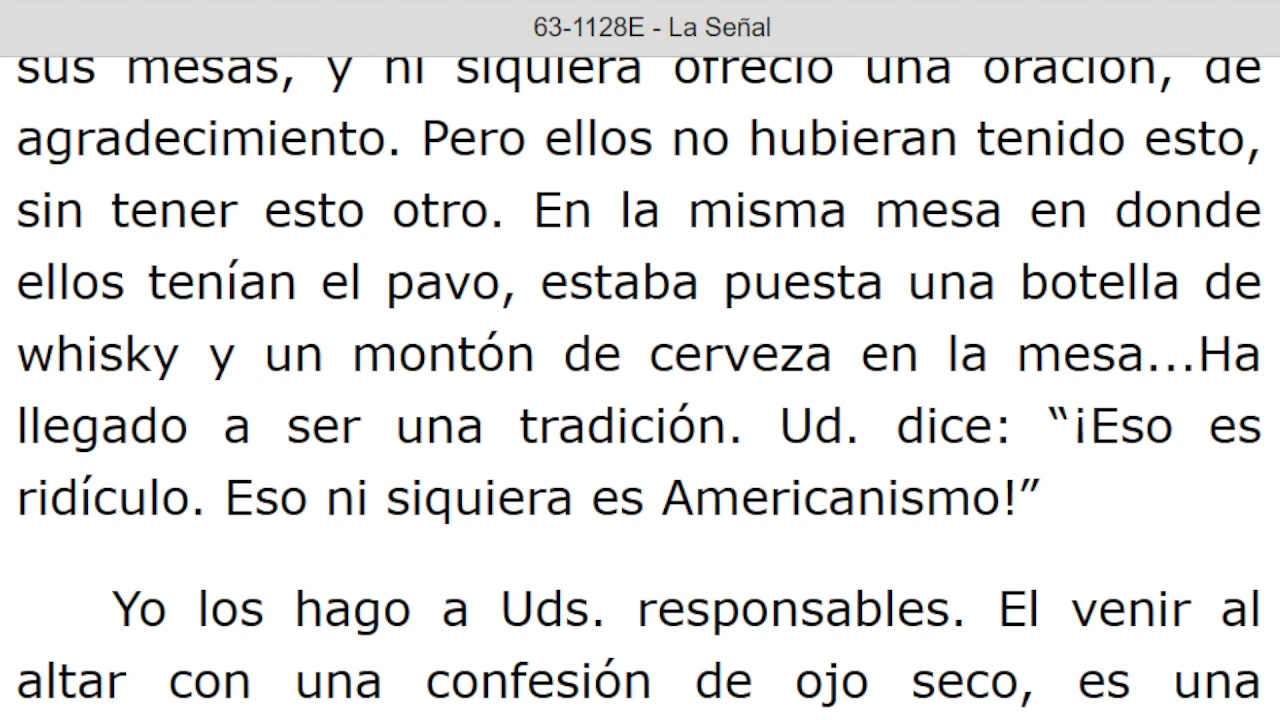 63-1128E - La Señal
sus mesas, y ni siquiera ofreció una oración, de
agradecimiento. Pero ellos no hubieran tenido esto,
sin tener esto otro. En la misma mesa en donde
ellos tenían el pavo, estaba puesta una botella de
whisky y un montón de cerveza en la mesa...Ha
llegado a ser una tradición. Ud. dice: “¡Eso es
ridículo. Eso ni siquiera es Americanismo!”
Yo los hago a Uds. responsables. El venir al
altar con una confesión de ojo seco, es una